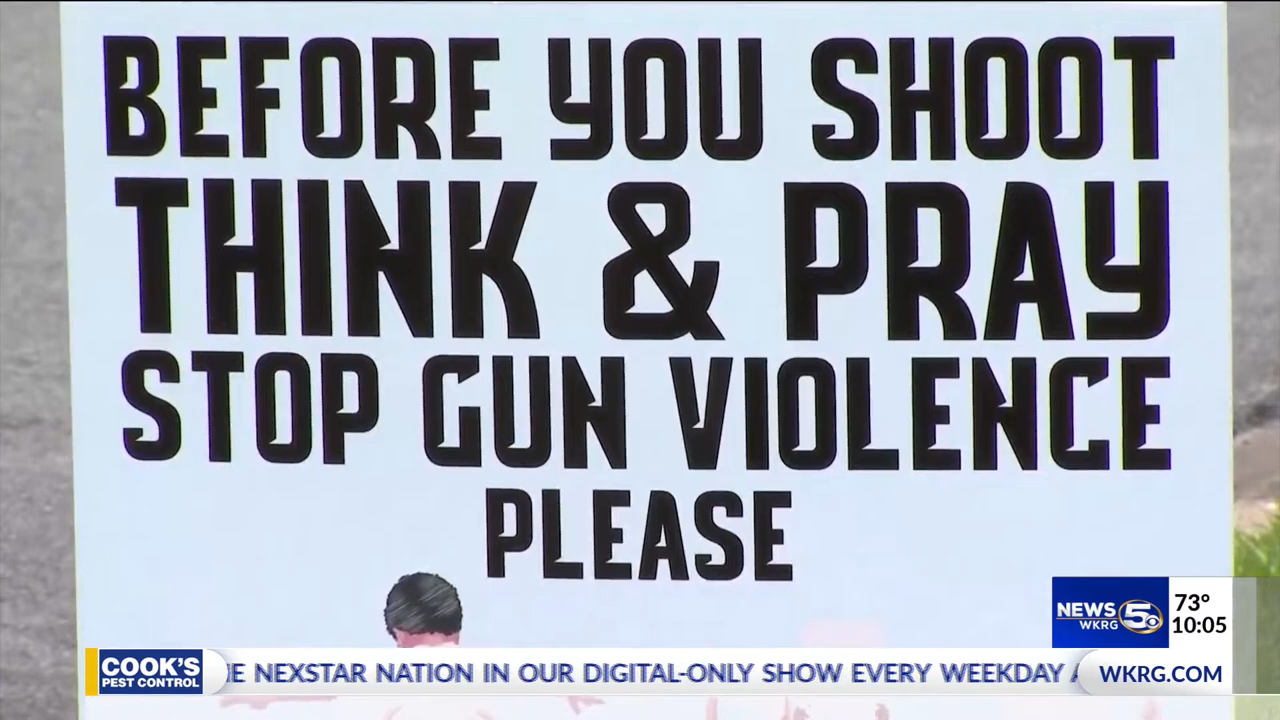 BEFORE YOU SHOOT
THINK & PRAY
STOP GUN VIOLENCE
PLEASE
NEWS 5
WKRG
73°
10:05
COOK'S
PEST CONTROL
NEXSTAR NATION IN OUR DIGITAL-ONLY SHOW EVERY WEEKDAY
WKRG.COM